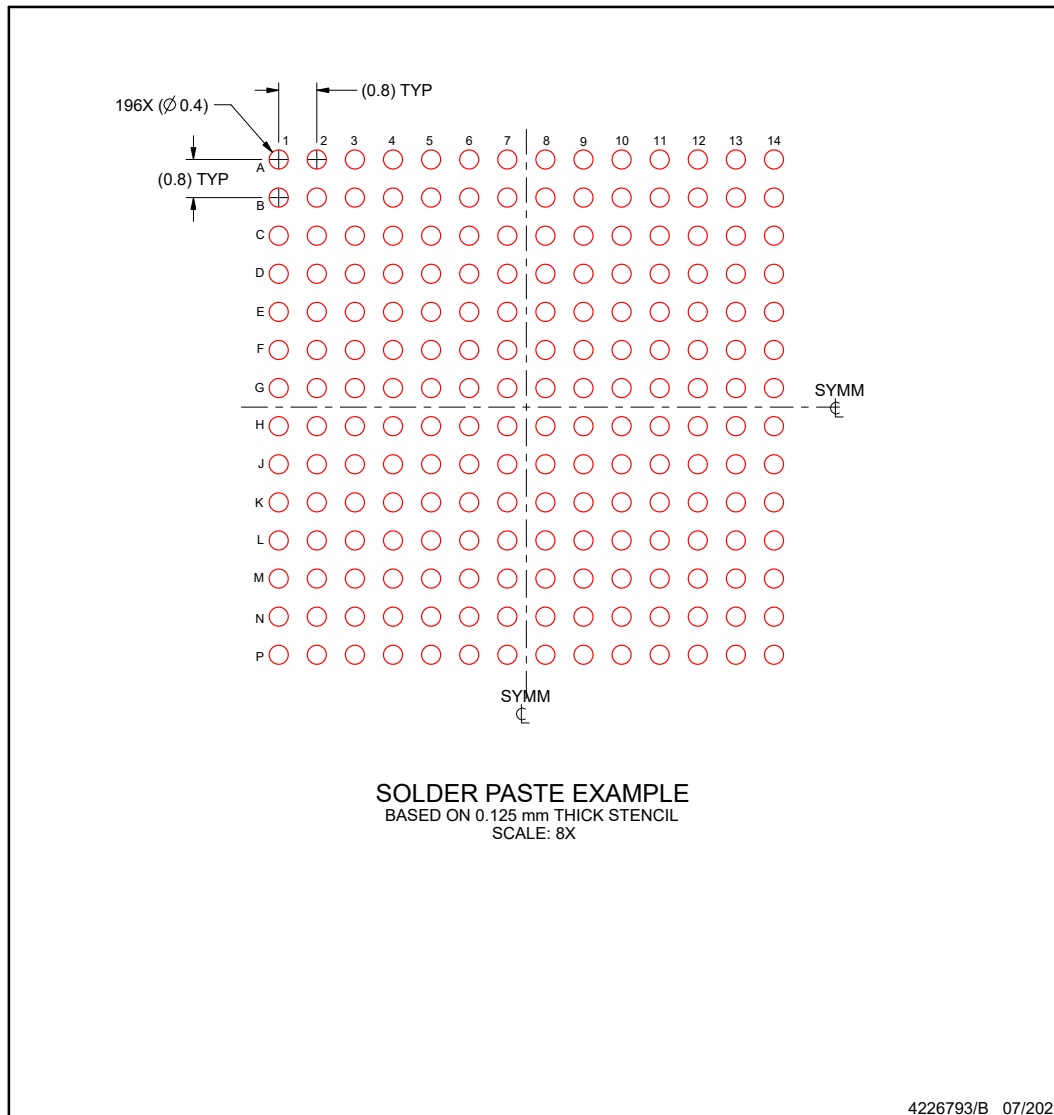 (0.8) TYP
196X (Ø 0.4)
1 2 3 4 5 6 7 8 9 10 11 12 13 14
A
(0.8) TYP
B
C
D
E
F
G
SYMM
H
J
K
L
M
N
P
SYMM
SOLDER PASTE EXAMPLE
BASED ON 0.125 mm THICK STENCIL
SCALE: 8X
4226793/B 07/202